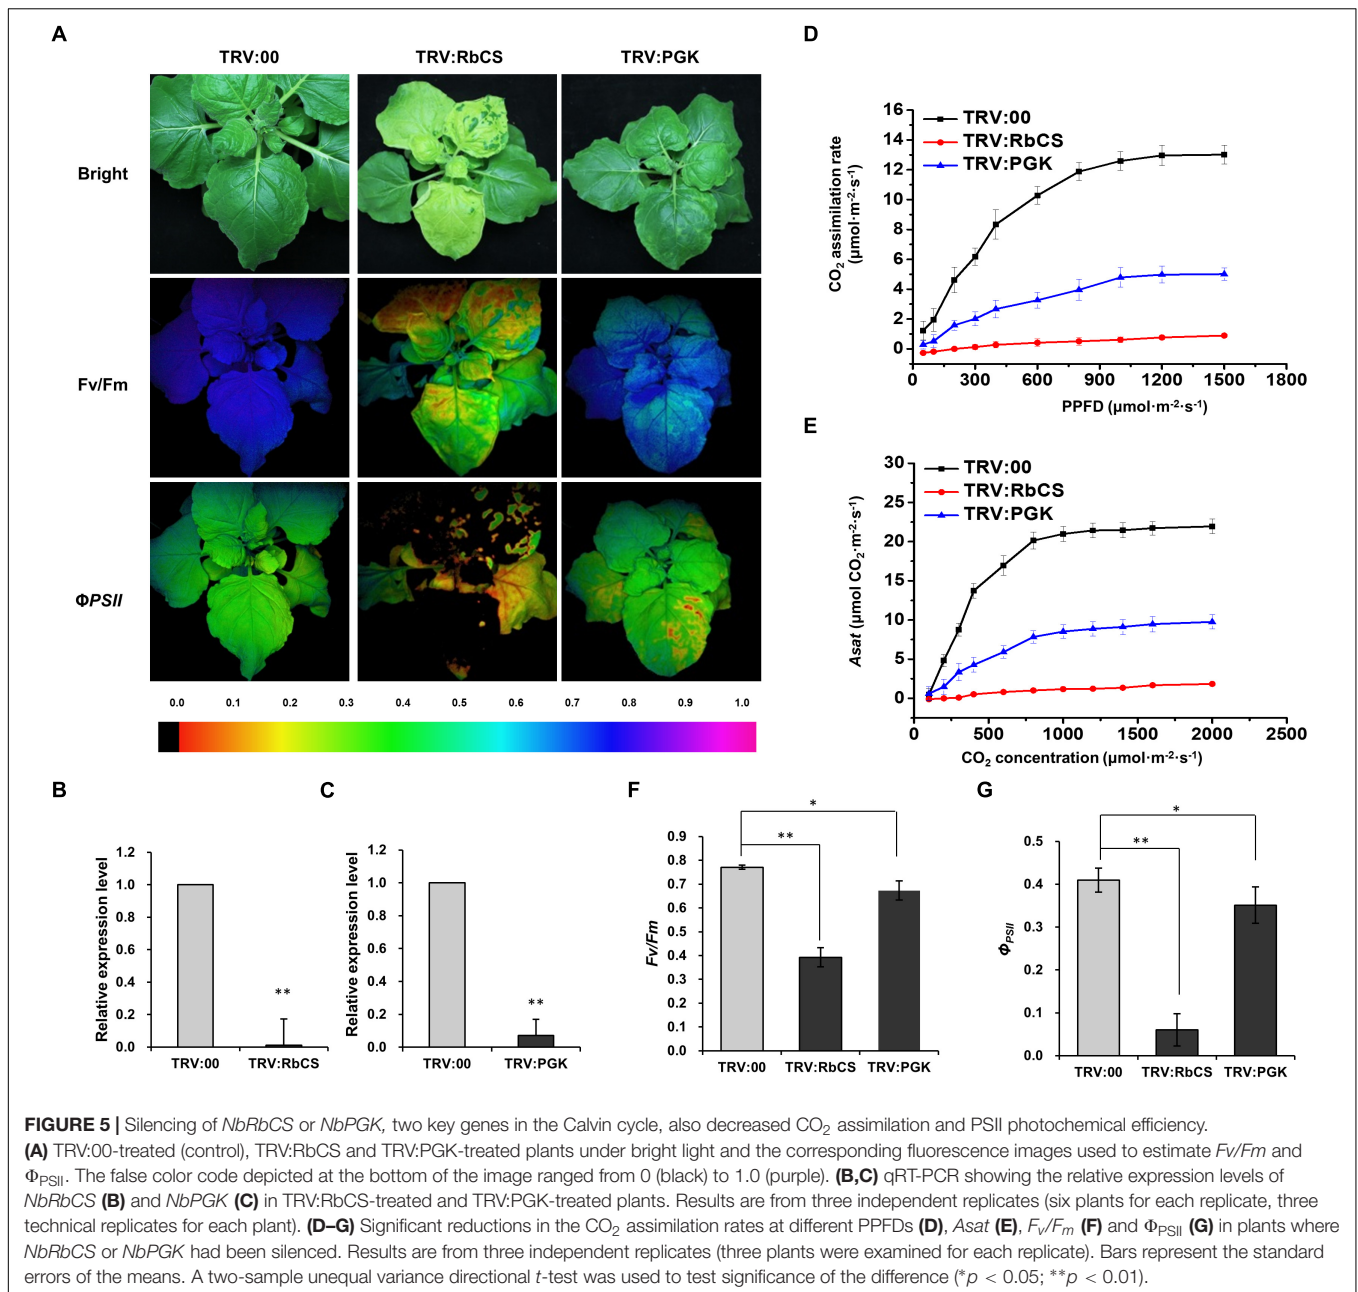 A
TRV:00
TRV:RbCS
TRV:PGK
Bright
Fv/Fm
ΦPSII
0.0 0.1 0.2 0.3 0.4 0.5 0.6 0.7 0.8 0.9 1.0
D
TRV:00
TRV:RbCS
TRV:PGK
CO₂ assimilation rate
(μmol·m⁻²·s⁻¹)
16
14
12
10
8
6
4
2
0
0 300 600 900 1200 1500 1800
PPFD (μmol·m⁻²·s⁻¹)
E
TRV:00
TRV:RbCS
TRV:PGK
Asat (μmol CO₂·m⁻²·s⁻¹)
30
25
20
15
10
5
0
0 500 1000 1500 2000 2500
CO₂ concentration (μmol·m⁻²·s⁻¹)
B
Relative expression level
1.2
1.0
0.8
0.6
0.4
0.2
0.0
**
TRV:00 TRV:RbCS
C
Relative expression level
1.2
1.0
0.8
0.6
0.4
0.2
0.0
**
TRV:00 TRV:PGK
F
Fv/Fm
0.9
0.8
0.7
0.6
0.5
0.4
0.3
0.2
0.1
0.0
*
**
TRV:00 TRV:RbCS TRV:PGK
G
Φ_PSII
0.5
0.4
0.3
0.2
0.1
0.0
*
**
TRV:00 TRV:RbCS TRV:PGK
FIGURE 5 | Silencing of NbRbCS or NbPGK, two key genes in the Calvin cycle, also decreased CO₂ assimilation and PSII photochemical efficiency.
(A) TRV:00-treated (control), TRV:RbCS and TRV:PGK-treated plants under bright light and the corresponding fluorescence images used to estimate Fv/Fm and
Φ_PSII. The false color code depicted at the bottom of the image ranged from 0 (black) to 1.0 (purple). (B,C) qRT-PCR showing the relative expression levels of
NbRbCS (B) and NbPGK (C) in TRV:RbCS-treated and TRV:PGK-treated plants. Results are from three independent replicates (six plants for each replicate, three
technical replicates for each plant). (D–G) Significant reductions in the CO₂ assimilation rates at different PPFDs (D), Asat (E), Fv/Fm (F) and Φ_PSII (G) in plants where
NbRbCS or NbPGK had been silenced. Results are from three independent replicates (three plants were examined for each replicate). Bars represent the standard
errors of the means. A two-sample unequal variance directional t-test was used to test significance of the difference (*p < 0.05; **p < 0.01).